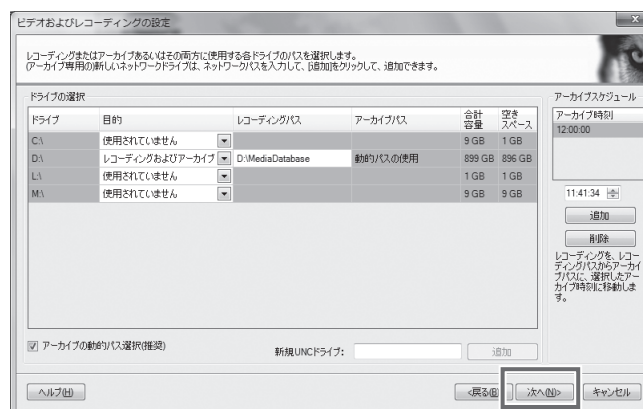 ビデオおよびレコーディングの設定
レコーディングまたはアーカイブあるいはその両方に使用する各ドライブのパスを選択します。
(アーカイブ専用の新しいネットワークドライブは、ネットワークパスを入力して、[追加]をクリックして、追加できます。
ドライブの選択
ドライブ 目的 レコーディングパス アーカイブパス 合計容量 空きスペース
C:\ 使用されていません 9 GB 1 GB
D:\ レコーディングおよびアーカイブ D:\MediaDatabase 動的パスの使用 899 GB 896 GB
L:\ 使用されていません 1 GB 1 GB
M:\ 使用されていません 9 GB 9 GB
アーカイブの動的パス選択(推奨)
新規UNCドライブ:
追加
アーカイブスケジュール
アーカイブ時刻
12:00:00
11:41:34
追加
削除
レコーディングを、レコー
ディングパスからアーカイ
ブパスに、選択したアー
カイブ時刻に移動しま
す。
ヘルプ(H)
<戻る(B)
次へ(N)>
キャンセル